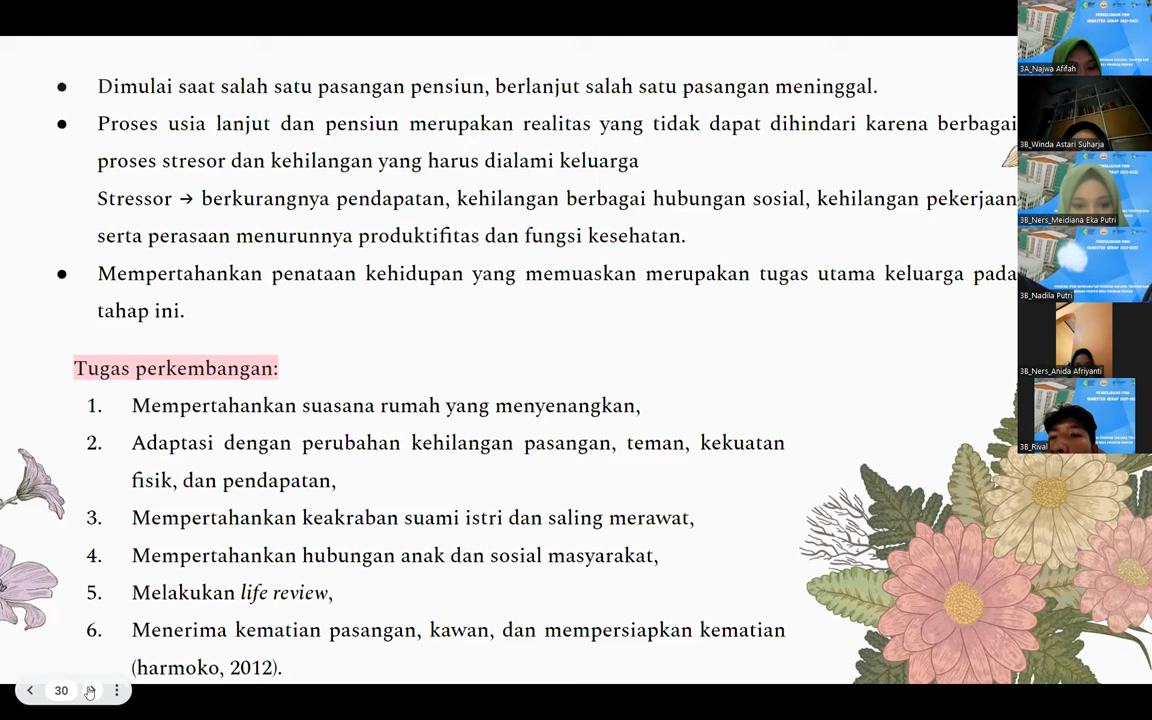 ● Dimulai saat salah satu pasangan pensiun, berlanjut salah satu pasangan meninggal.
● Proses usia lanjut dan pensiun merupakan realitas yang tidak dapat dihindari karena berbagai
proses stresor dan kehilangan yang harus dialami keluarga
Stressor → berkurangnya pendapatan, kehilangan berbagai hubungan sosial, kehilangan pekerjaan
serta perasaan menurunnya produktifitas dan fungsi kesehatan.
● Mempertahankan penataan kehidupan yang memuaskan merupakan tugas utama keluarga pada
tahap ini.
Tugas perkembangan:
1. Mempertahankan suasana rumah yang menyenangkan,
2. Adaptasi dengan perubahan kehilangan pasangan, teman, kekuatan
fisik, dan pendapatan,
3. Mempertahankan keakraban suami istri dan saling merawat,
4. Mempertahankan hubungan anak dan sosial masyarakat,
5. Melakukan life review,
6. Menerima kematian pasangan, kawan, dan mempersiapkan kematian
(harmoko, 2012).
30
3A_Najwa Afifah
3B_Winda Astari Suharja
3B_Ners_Meidiana Eka Putri
3B_Nadila Putri
3B_Ners_Anida Afriyanti
3B_Rival